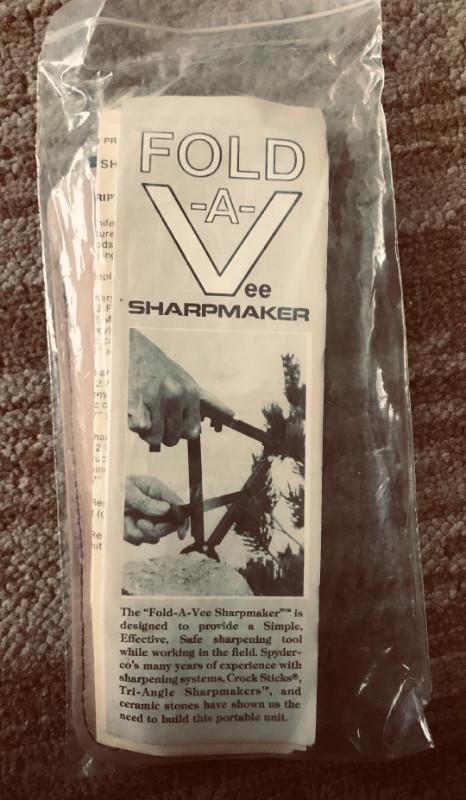 FOLD
-A-
Vee
SHARPMAKER
The "Fold-A-Vee Sharpmaker"™ is
designed to provide a Simple,
Effective, Safe sharpening tool
while working in the field. Spyder-
co's many years of experience with
sharpening systems, Crock Sticks®,
Tri-Angle Sharpmakers™, and
ceramic stones have shown us the
need to build this portable unit.